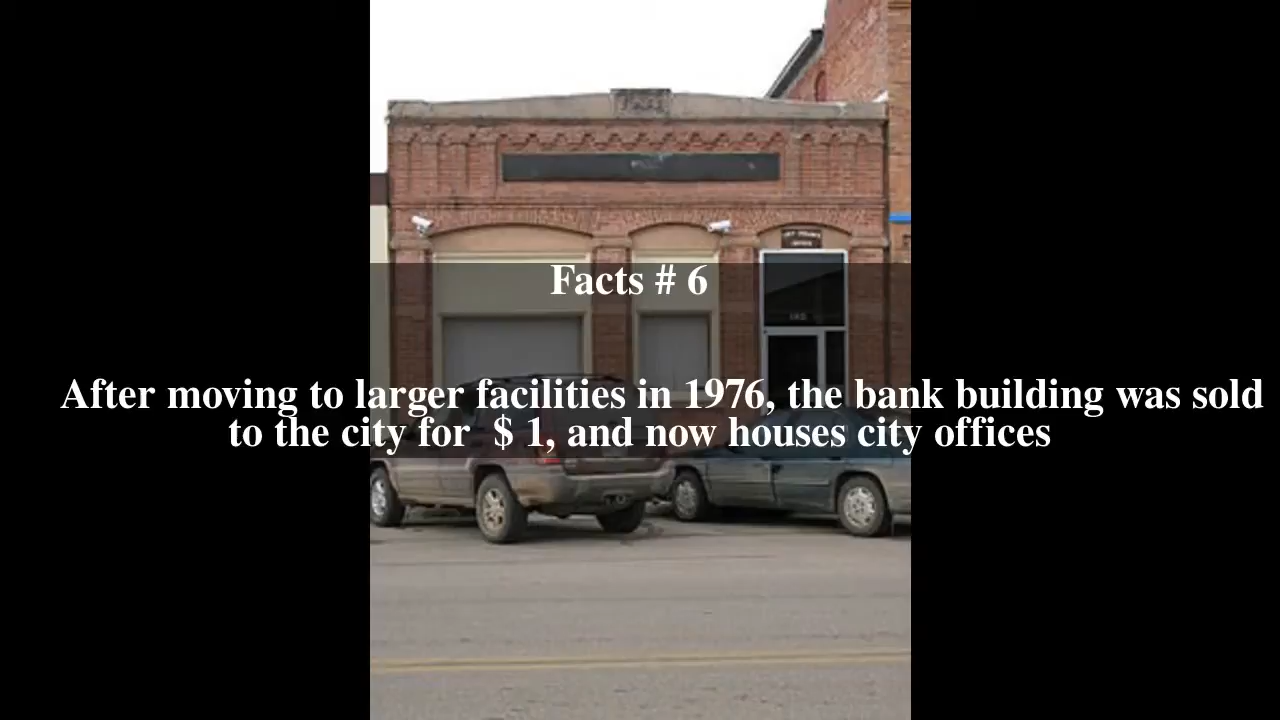 Facts # 6
After moving to larger facilities in 1976, the bank building was sold
to the city for  $ 1, and now houses city offices